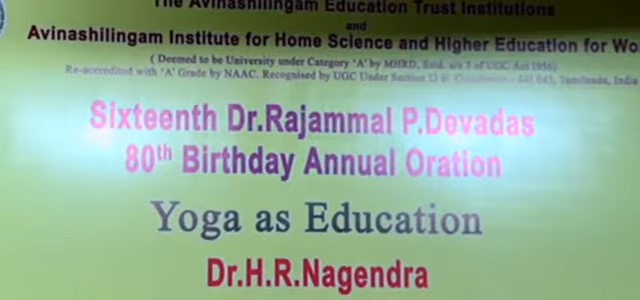 The Avinashilingam Education Trust Institutions
and
Avinashilingam Institute for Home Science and Higher Education for Wo
( Deemed to be University under Category 'A' by MHRD, Estd. u/s 3 of UGC Act 1956)
Re-accredited with 'A' Grade by NAAC. Recognised by UGC Under Section 12 B, 641 043, Tamilnadu, India
Sixteenth Dr.Rajammal P.Devadas
80th Birthday Annual Oration
Yoga as Education
Dr.H.R.Nagendra